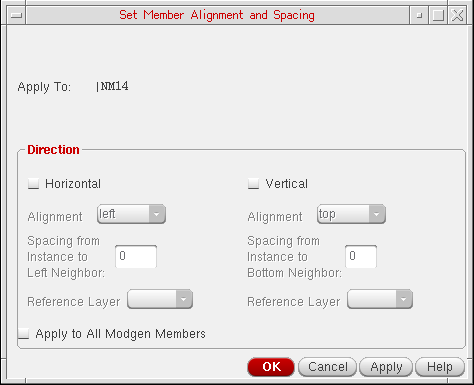 Set Member Alignment and Spacing
Apply To: |NM14
Direction
Horizontal
Vertical
Alignment left
Alignment top
Spacing from
Instance to
Left Neighbor: 0
Spacing from
Instance to
Bottom Neighbor: 0
Reference Layer
Reference Layer
Apply to All Modgen Members
OK Cancel Apply Help